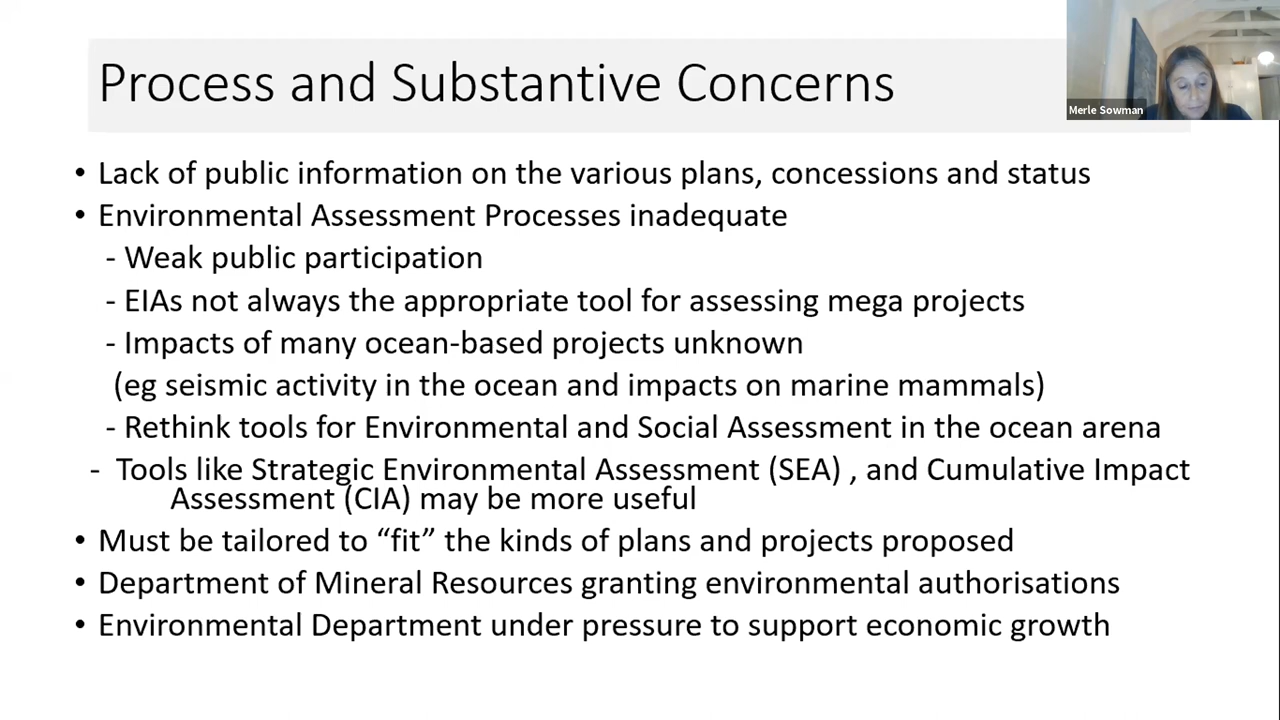 Process and Substantive Concerns
Merle Sowman
• Lack of public information on the various plans, concessions and status
• Environmental Assessment Processes inadequate
- Weak public participation
- EIAs not always the appropriate tool for assessing mega projects
- Impacts of many ocean-based projects unknown
(eg seismic activity in the ocean and impacts on marine mammals)
- Rethink tools for Environmental and Social Assessment in the ocean arena
- Tools like Strategic Environmental Assessment (SEA) , and Cumulative Impact
Assessment (CIA) may be more useful
• Must be tailored to “fit” the kinds of plans and projects proposed
• Department of Mineral Resources granting environmental authorisations
• Environmental Department under pressure to support economic growth